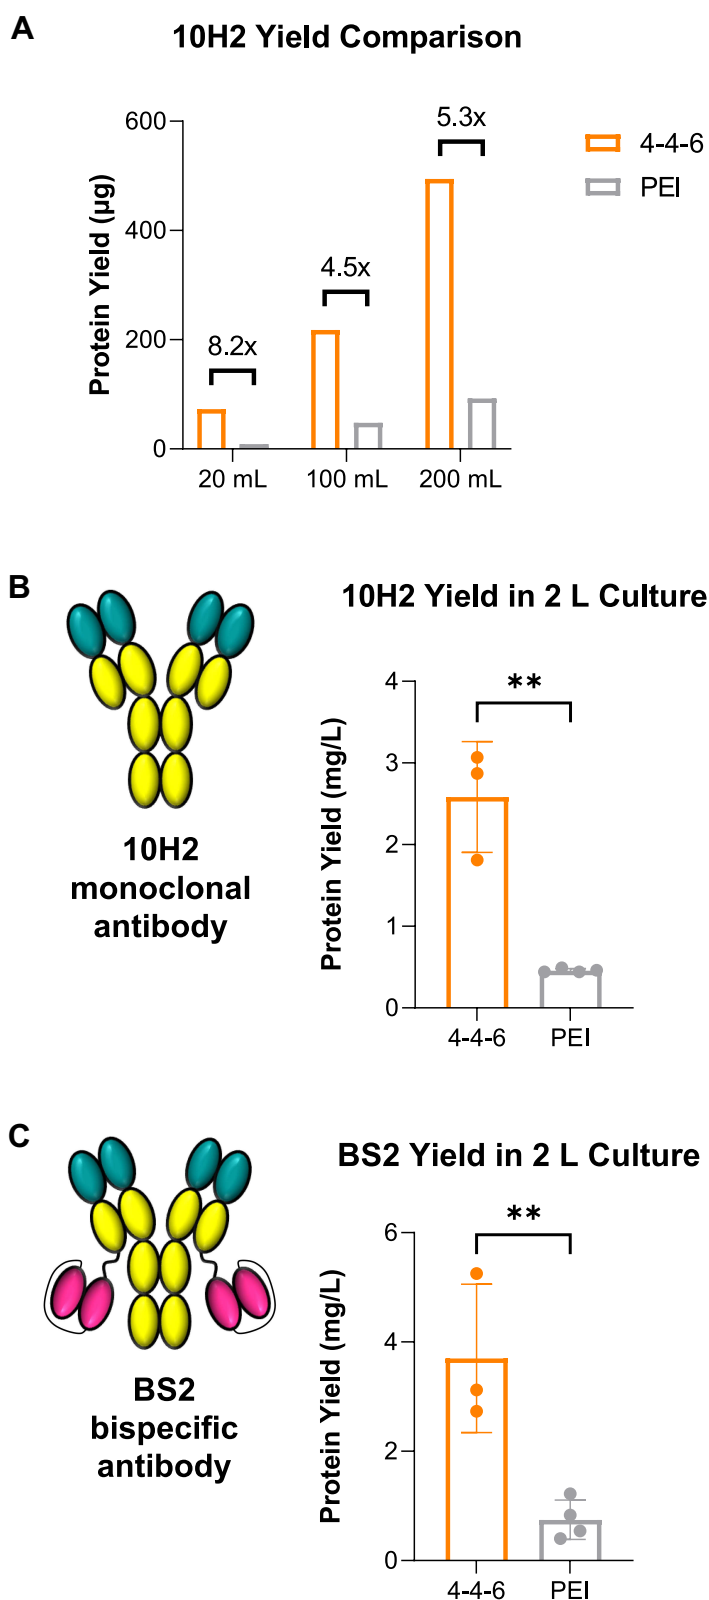 A
10H2 Yield Comparison
Protein Yield (µg)
600
400
200
0
8.2x
4.5x
5.3x
20 mL
100 mL
200 mL
4-4-6
PEI
B
10H2
monoclonal
antibody
10H2 Yield in 2 L Culture
Protein Yield (mg/L)
4
3
2
1
0
**
4-4-6
PEI
C
BS2
bispecific
antibody
BS2 Yield in 2 L Culture
Protein Yield (mg/L)
6
4
2
0
**
4-4-6
PEI